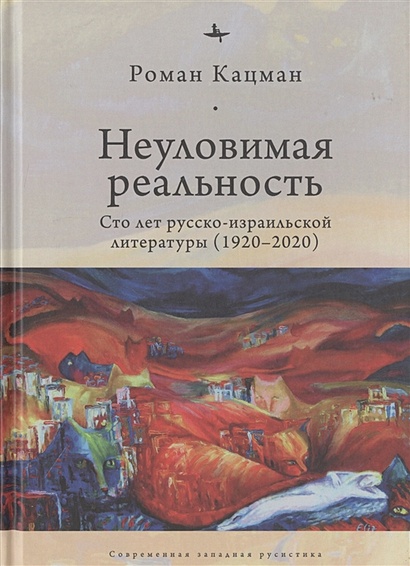 Роман Кацман
Неуловимая
реальность
Сто лет русско-израильской
литературы (1920–2020)
Современная западная русистика